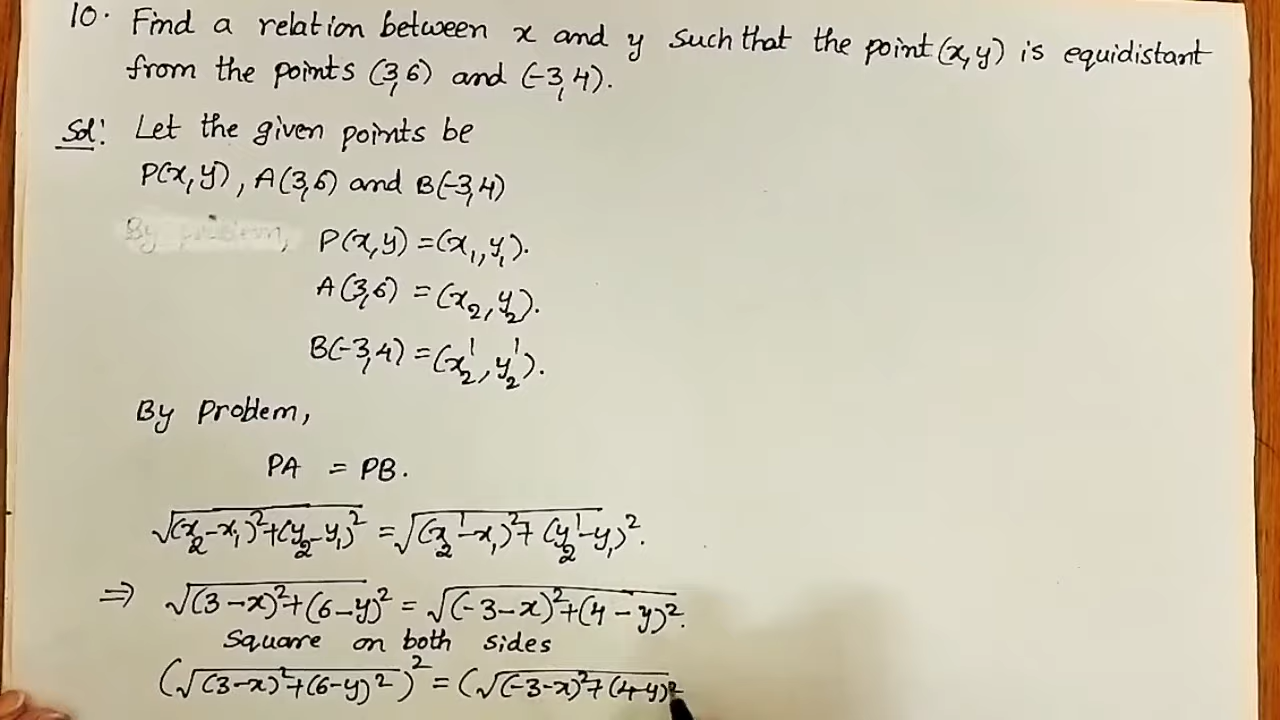 10. Find a relation between x and y such that the point (x, y) is equidistant
from the points (3,6) and (-3,4).
Sol: Let the given points be
P(x, y), A(3,6) and B(-3,4)
By problem, P(x, y) = (x₁, y₁).
A(3,6) = (x₂, y₂).
B(-3,4) = (x₂', y₂').
By Problem,
PA = PB.
√(x₂-x₁)²+(y₂-y₁)² = √(x₂'-x₁)²+(y₂'-y₁)².
⇒ √(3-x)²+(6-y)² = √(-3-x)²+(4-y)².
Square on both sides
(√(3-x)²+(6-y)²)² = (√(-3-x)²+(4-y)²